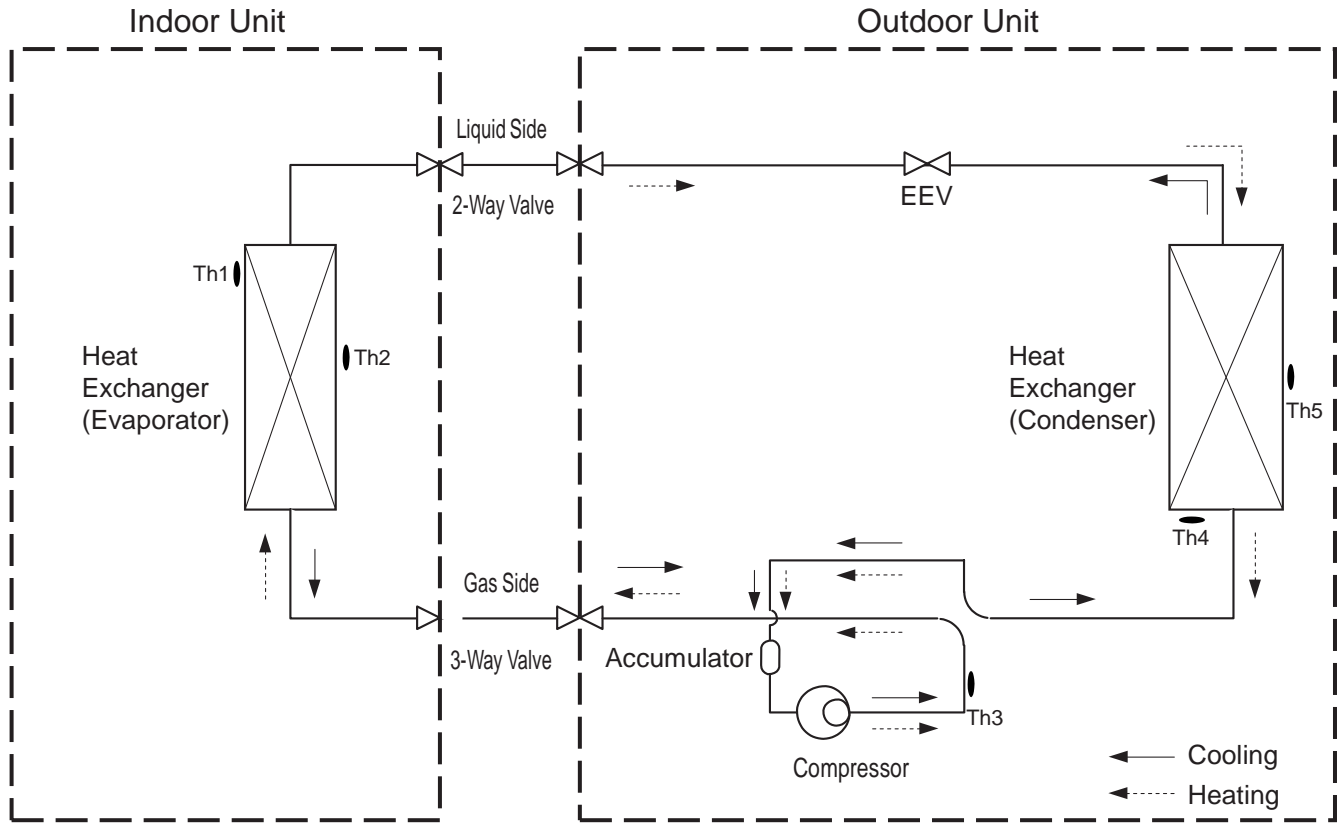 Indoor Unit
Outdoor Unit
Liquid Side
2-Way Valve
EEV
Th1
Th2
Heat
Exchanger
(Evaporator)
Heat
Exchanger
(Condenser)
Th5
Th4
Gas Side
3-Way Valve
Accumulator
Th3
Compressor
Cooling
Heating